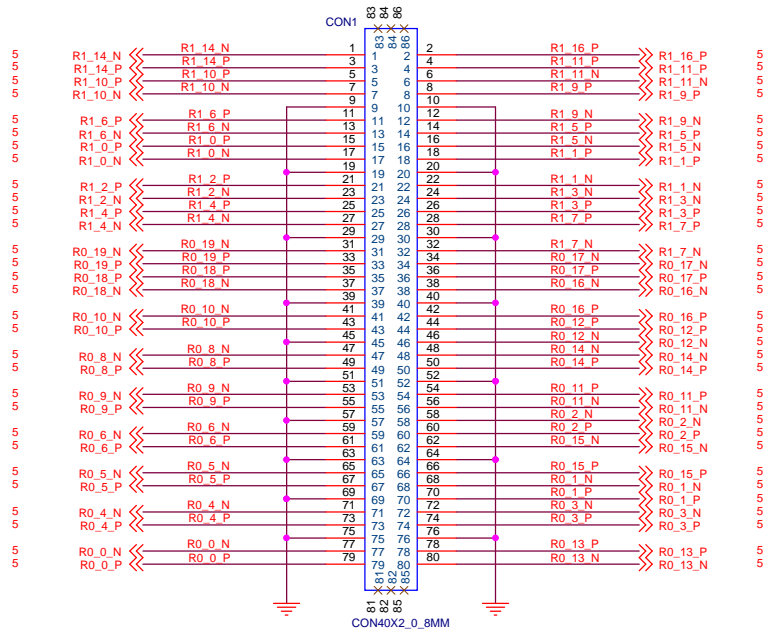 83 84 86
CON1
83 84 86
5 R1_14_N R1_14_N 1 1 2 2 R1_16_P R1_16_P 5
5 R1_14_P R1_14_P 3 3 4 4 R1_11_P R1_11_P 5
5 R1_10_P R1_10_P 5 5 6 6 R1_11_N R1_11_N 5
5 R1_10_N R1_10_N 7 7 8 8 R1_9_P R1_9_P 5
9 9 10 10
5 R1_6_P R1_6_P 11 11 12 12 R1_9_N R1_9_N 5
5 R1_6_N R1_6_N 13 13 14 14 R1_5_P R1_5_P 5
5 R1_0_P R1_0_P 15 15 16 16 R1_5_N R1_5_N 5
5 R1_0_N R1_0_N 17 17 18 18 R1_1_P R1_1_P 5
19 19 20 20
5 R1_2_P R1_2_P 21 21 22 22 R1_1_N R1_1_N 5
5 R1_2_N R1_2_N 23 23 24 24 R1_3_N R1_3_N 5
5 R1_4_P R1_4_P 25 25 26 26 R1_3_P R1_3_P 5
5 R1_4_N R1_4_N 27 27 28 28 R1_7_P R1_7_P 5
29 29 30 30
5 R0_19_N R0_19_N 31 31 32 32 R1_7_N R1_7_N 5
5 R0_19_P R0_19_P 33 33 34 34 R0_17_N R0_17_N 5
5 R0_18_P R0_18_P 35 35 36 36 R0_17_P R0_17_P 5
5 R0_18_N R0_18_N 37 37 38 38 R0_16_N R0_16_N 5
39 39 40 40
5 R0_10_N R0_10_N 41 41 42 42 R0_16_P R0_16_P 5
5 R0_10_P R0_10_P 43 43 44 44 R0_12_P R0_12_P 5
45 45 46 46 R0_12_N R0_12_N 5
5 R0_8_N R0_8_N 47 47 48 48 R0_14_N R0_14_N 5
5 R0_8_P R0_8_P 49 49 50 50 R0_14_P R0_14_P 5
51 51 52 52
5 R0_9_N R0_9_N 53 53 54 54 R0_11_P R0_11_P 5
5 R0_9_P R0_9_P 55 55 56 56 R0_11_N R0_11_N 5
57 57 58 58 R0_2_N R0_2_N 5
5 R0_6_N R0_6_N 59 59 60 60 R0_2_P R0_2_P 5
5 R0_6_P R0_6_P 61 61 62 62 R0_15_N R0_15_N 5
63 63 64 64
5 R0_5_N R0_5_N 65 65 66 66 R0_15_P R0_15_P 5
5 R0_5_P R0_5_P 67 67 68 68 R0_1_N R0_1_N 5
69 69 70 70 R0_1_P R0_1_P 5
5 R0_4_N R0_4_N 71 71 72 72 R0_3_N R0_3_N 5
5 R0_4_P R0_4_P 73 73 74 74 R0_3_P R0_3_P 5
75 75 76 76
5 R0_0_N R0_0_N 77 77 78 78 R0_13_P R0_13_P 5
5 R0_0_P R0_0_P 79 79 80 80 R0_13_N R0_13_N 5
81 82 85
81 82 85
CON40X2_0_8MM